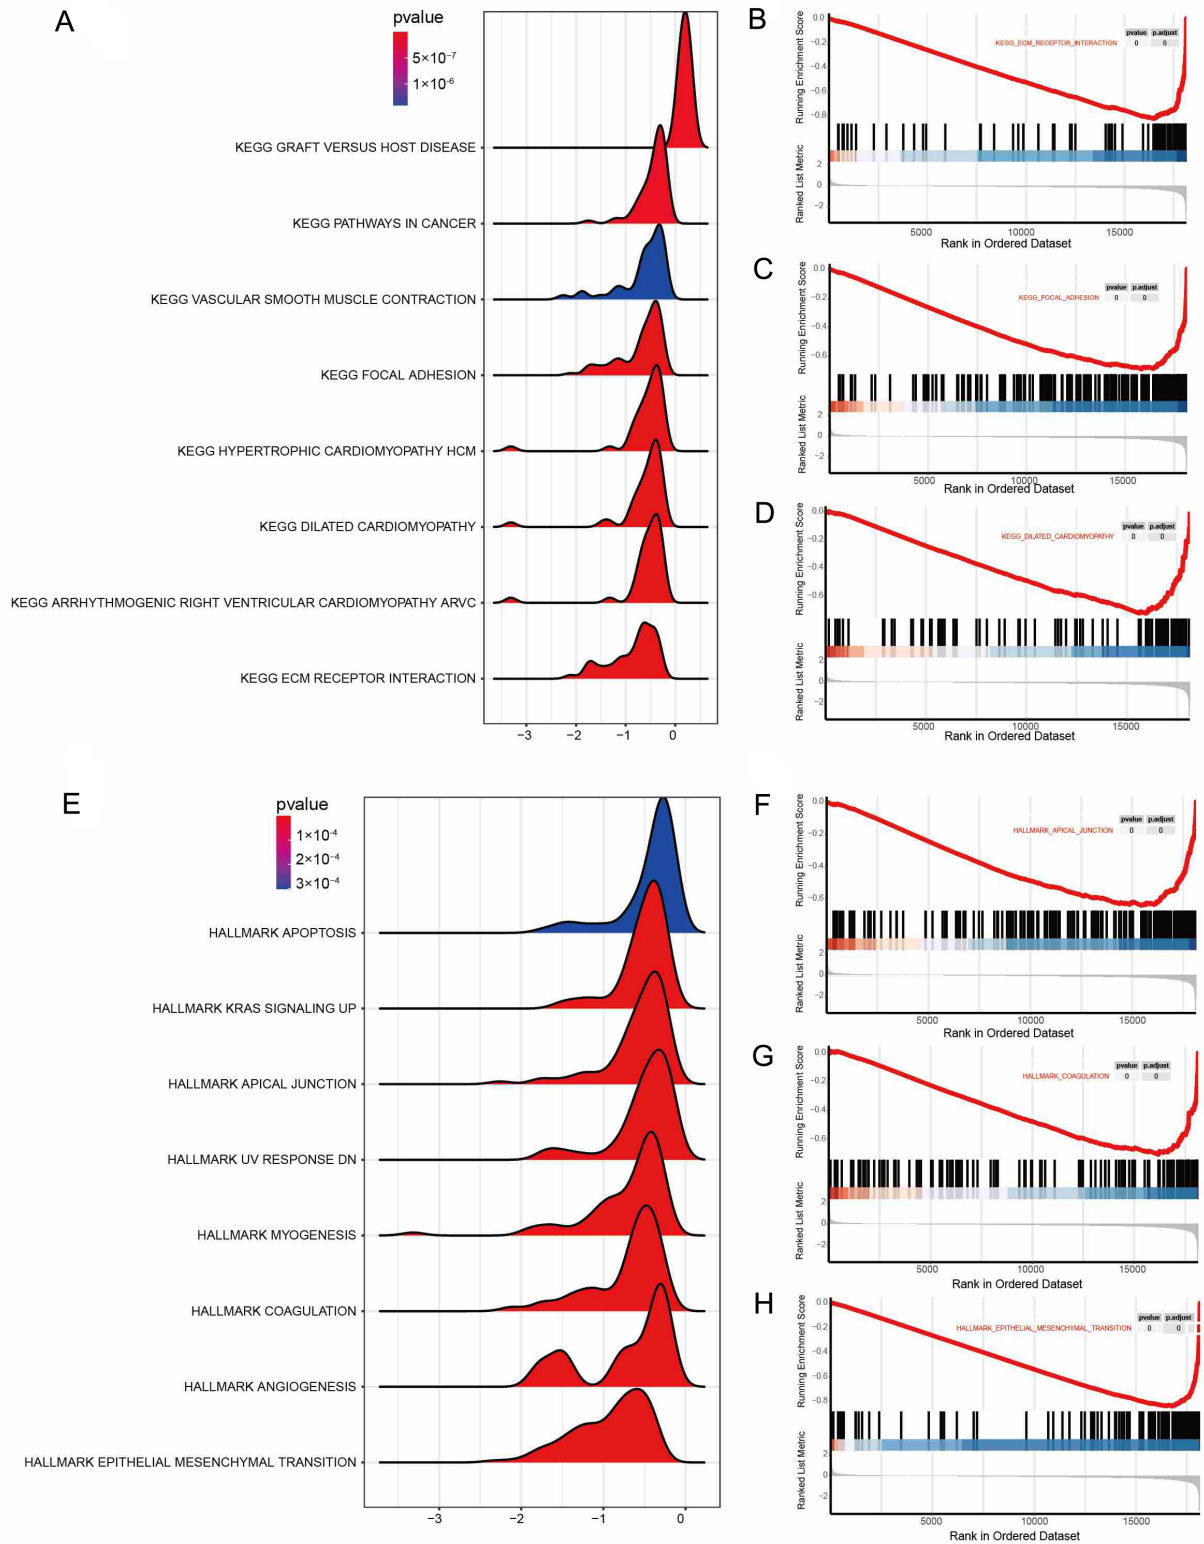 A
pvalue
5×10⁻⁷
1×10⁻⁶
KEGG GRAFT VERSUS HOST DISEASE
KEGG PATHWAYS IN CANCER
KEGG VASCULAR SMOOTH MUSCLE CONTRACTION
KEGG FOCAL ADHESION
KEGG HYPERTROPHIC CARDIOMYOPATHY HCM
KEGG DILATED CARDIOMYOPATHY
KEGG ARRHYTHMOGENIC RIGHT VENTRICULAR CARDIOMYOPATHY ARVC
KEGG ECM RECEPTOR INTERACTION
−3 −2 −1 0
B
Running Enrichment Score
0.0
−0.2
−0.4
−0.6
−0.8
KEGG_ECM_RECEPTOR_INTERACTION
pvalue p.adjust
0 0
Ranked List Metric
2
0
−2
5000 10000 15000
Rank in Ordered Dataset
C
Running Enrichment Score
0.0
−0.2
−0.4
−0.6
KEGG_FOCAL_ADHESION
pvalue p.adjust
0 0
Ranked List Metric
2
0
−2
5000 10000 15000
Rank in Ordered Dataset
D
Running Enrichment Score
0.0
−0.2
−0.4
−0.6
KEGG_DILATED_CARDIOMYOPATHY
pvalue p.adjust
0 0
Ranked List Metric
2
0
−2
5000 10000 15000
Rank in Ordered Dataset
E
pvalue
1×10⁻⁴
2×10⁻⁴
3×10⁻⁴
HALLMARK APOPTOSIS
HALLMARK KRAS SIGNALING UP
HALLMARK APICAL JUNCTION
HALLMARK UV RESPONSE DN
HALLMARK MYOGENESIS
HALLMARK COAGULATION
HALLMARK ANGIOGENESIS
HALLMARK EPITHELIAL MESENCHYMAL TRANSITION
−3 −2 −1 0
F
Running Enrichment Score
0.0
−0.2
−0.4
−0.6
HALLMARK_APICAL_JUNCTION
pvalue p.adjust
0 0
Ranked List Metric
2
0
−2
5000 10000 15000
Rank in Ordered Dataset
G
Running Enrichment Score
0.0
−0.2
−0.4
−0.6
HALLMARK_COAGULATION
pvalue p.adjust
0 0
Ranked List Metric
2
0
−2
5000 10000 15000
Rank in Ordered Dataset
H
Running Enrichment Score
0.0
−0.2
−0.4
−0.6
−0.8
HALLMARK_EPITHELIAL_MESENCHYMAL_TRANSITION
pvalue p.adjust
0 0
Ranked List Metric
2
0
−2
5000 10000 15000
Rank in Ordered Dataset